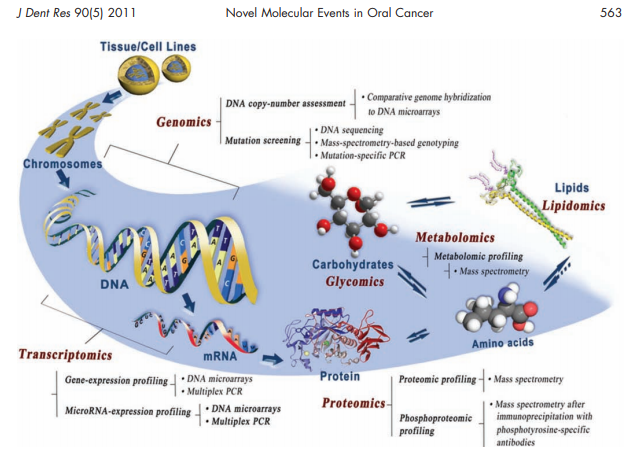 J Dent Res 90(5) 2011
Novel Molecular Events in Oral Cancer
563
Tissue/Cell Lines
Chromosomes
Genomics
DNA copy-number assessment
• Comparative genome hybridization
to DNA microarrays
Mutation screening
• DNA sequencing
• Mass-spectrometry-based genotyping
• Mutation-specific PCR
Lipids
Lipidomics
Metabolomics
Metabolomic profiling
• Mass spectrometry
Carbohydrates
Glycomics
DNA
Amino acids
mRNA
Protein
Transcriptomics
Gene-expression profiling
• DNA microarrays
• Multiplex PCR
MicroRNA-expression profiling
• DNA microarrays
• Multiplex PCR
Proteomics
Proteomic profiling
• Mass spectrometry
Phosphoproteomic
profiling
• Mass spectrometry after
immunoprecipitation with
phosphotyrosine-specific
antibodies